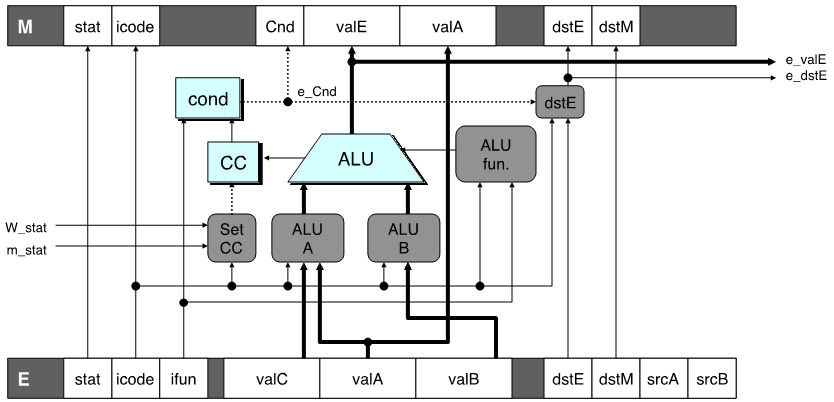 M stat icode Cnd valE valA dstE dstM
e_valE
e_dstE
e_Cnd
cond
dstE
CC
ALU
ALU
fun.
W_stat
m_stat
Set
CC
ALU
A
ALU
B
E stat icode ifun valC valA valB dstE dstM srcA srcB